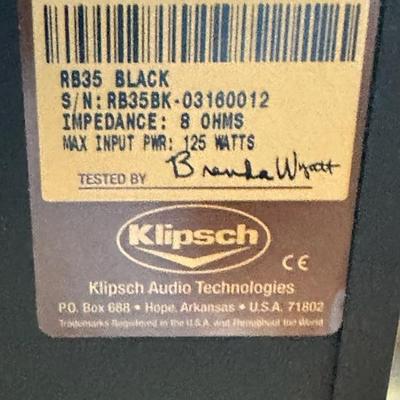 RB35 BLACK
S/N: RB35BK-03160012
IMPEDANCE: 8 OHMS
MAX INPUT PWR: 125 WATTS
TESTED BY Brenda Wyatt
Klipsch
CE
Klipsch Audio Technologies
P.O. Box 688 • Hope, Arkansas • U.S.A. 71802
Trademarks Registered in the U.S.A. and Throughout the World